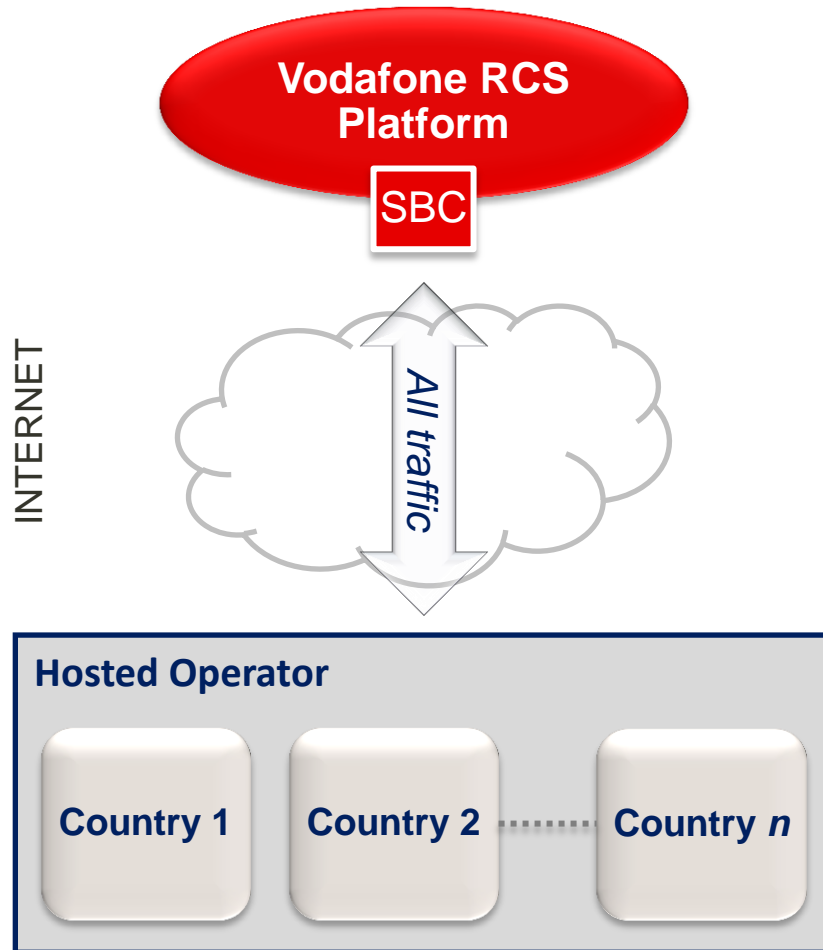 Vodafone RCS
Platform
SBC
INTERNET
All traffic
Hosted Operator
Country 1
Country 2
Country n